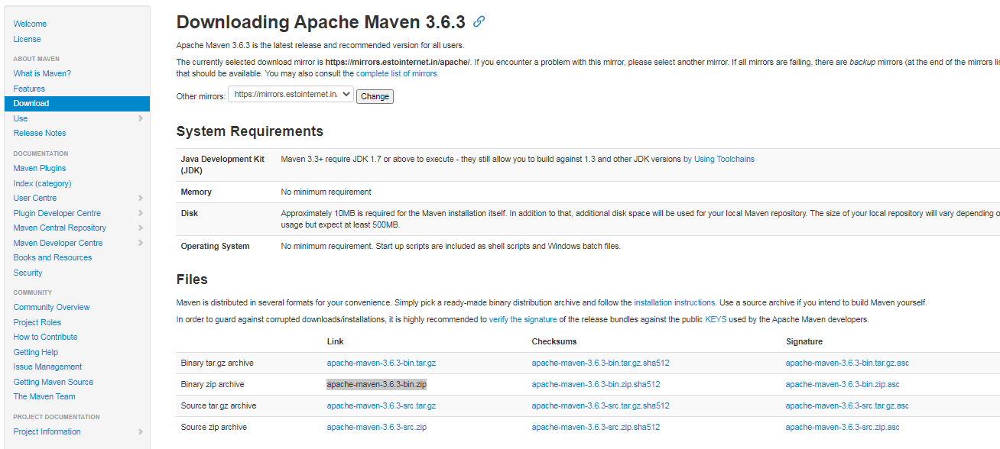 Welcome
License
ABOUT MAVEN
What is Maven?
Features
Download
Use
Release Notes
DOCUMENTATION
Maven Plugins
Index (category)
User Centre
Plugin Developer Centre
Maven Central Repository
Maven Developer Centre
Books and Resources
Security
COMMUNITY
Community Overview
Project Roles
How to Contribute
Getting Help
Issue Management
Getting Maven Source
The Maven Team
PROJECT DOCUMENTATION
Project Information
Downloading Apache Maven 3.6.3
Apache Maven 3.6.3 is the latest release and recommended version for all users.
The currently selected download mirror is https://mirrors.estointernet.in/apache/. If you encounter a problem with this mirror, please select another mirror. If all mirrors are failing, there are backup mirrors (at the end of the mirrors
that should be available. You may also consult the complete list of mirrors.
Other mirrors: https://mirrors.estointernet.in. Change
System Requirements
Java Development Kit (JDK) Maven 3.3+ require JDK 1.7 or above to execute - they still allow you to build against 1.3 and other JDK versions by Using Toolchains
Memory No minimum requirement
Disk Approximately 10MB is required for the Maven installation itself. In addition to that, additional disk space will be used for your local Maven repository. The size of your local repository will vary depending
usage but expect at least 500MB.
Operating System No minimum requirement. Start up scripts are included as shell scripts and Windows batch files.
Files
Maven is distributed in several formats for your convenience. Simply pick a ready-made binary distribution archive and follow the installation instructions. Use a source archive if you intend to build Maven yourself.
In order to guard against corrupted downloads/installations, it is highly recommended to verify the signature of the release bundles against the public KEYS used by the Apache Maven developers.
Link Checksums Signature
Binary tar.gz archive apache-maven-3.6.3-bin.tar.gz apache-maven-3.6.3-bin.tar.gz.sha512 apache-maven-3.6.3-bin.tar.gz.asc
Binary zip archive apache-maven-3.6.3-bin.zip apache-maven-3.6.3-bin.zip.sha512 apache-maven-3.6.3-bin.zip.asc
Source tar.gz archive apache-maven-3.6.3-src.tar.gz apache-maven-3.6.3-src.tar.gz.sha512 apache-maven-3.6.3-src.tar.gz.asc
Source zip archive apache-maven-3.6.3-src.zip apache-maven-3.6.3-src.zip.sha512 apache-maven-3.6.3-src.zip.asc